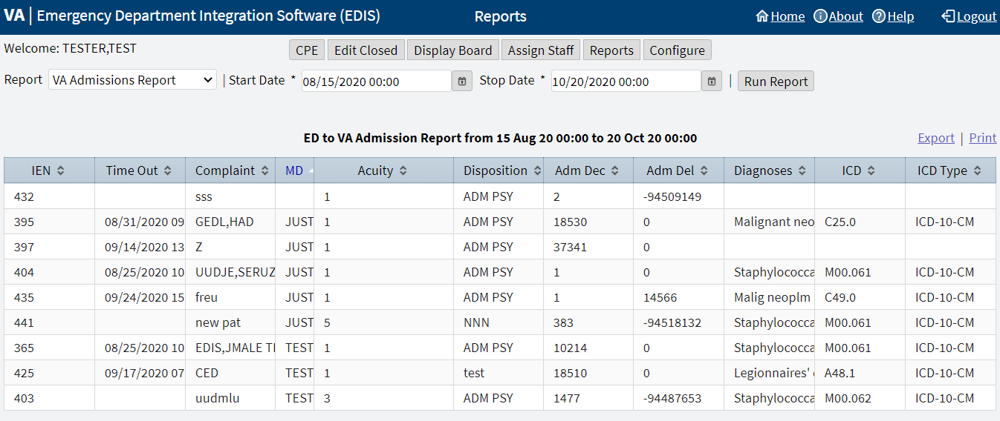 VA | Emergency Department Integration Software (EDIS) Reports Home About Help Logout
Welcome: TESTER,TEST CPE Edit Closed Display Board Assign Staff Reports Configure
Report VA Admissions Report | Start Date * 08/15/2020 00:00 Stop Date * 10/20/2020 00:00 | Run Report
ED to VA Admission Report from 15 Aug 20 00:00 to 20 Oct 20 00:00 Export | Print
IEN Time Out Complaint MD Acuity Disposition Adm Dec Adm Del Diagnoses ICD ICD Type
432 sss 1 ADM PSY 2 -94509149
395 08/31/2020 09 GEDL,HAD JUST 1 ADM PSY 18530 0 Malignant neo C25.0 ICD-10-CM
397 09/14/2020 13 Z JUST 1 ADM PSY 37341 0
404 08/25/2020 10 UUDJE,SERUZ JUST 1 ADM PSY 1 0 Staphylococca M00.061 ICD-10-CM
435 09/24/2020 15 freu JUST 1 ADM PSY 1 14566 Malig neoplm C49.0 ICD-10-CM
441 new pat JUST 5 NNN 383 -94518132 Staphylococca M00.061 ICD-10-CM
365 08/25/2020 10 EDIS,JMALE TEST 1 ADM PSY 10214 0 Staphylococca M00.061 ICD-10-CM
425 09/17/2020 07 CED TEST 1 test 18510 0 Legionnaires' A48.1 ICD-10-CM
403 uudmlu TEST 3 ADM PSY 1477 -94487653 Staphylococca M00.062 ICD-10-CM